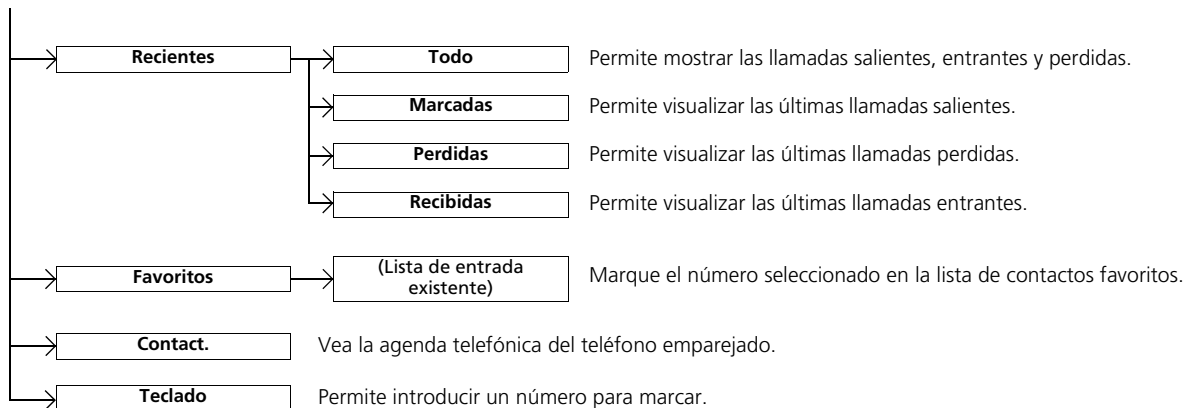 Recientes
Todo
Permite mostrar las llamadas salientes, entrantes y perdidas.
Marcadas
Permite visualizar las últimas llamadas salientes.
Perdidas
Permite visualizar las últimas llamadas perdidas.
Recibidas
Permite visualizar las últimas llamadas entrantes.
Favoritos
(Lista de entrada
existente)
Marque el número seleccionado en la lista de contactos favoritos.
Contact.
Vea la agenda telefónica del teléfono emparejado.
Teclado
Permite introducir un número para marcar.